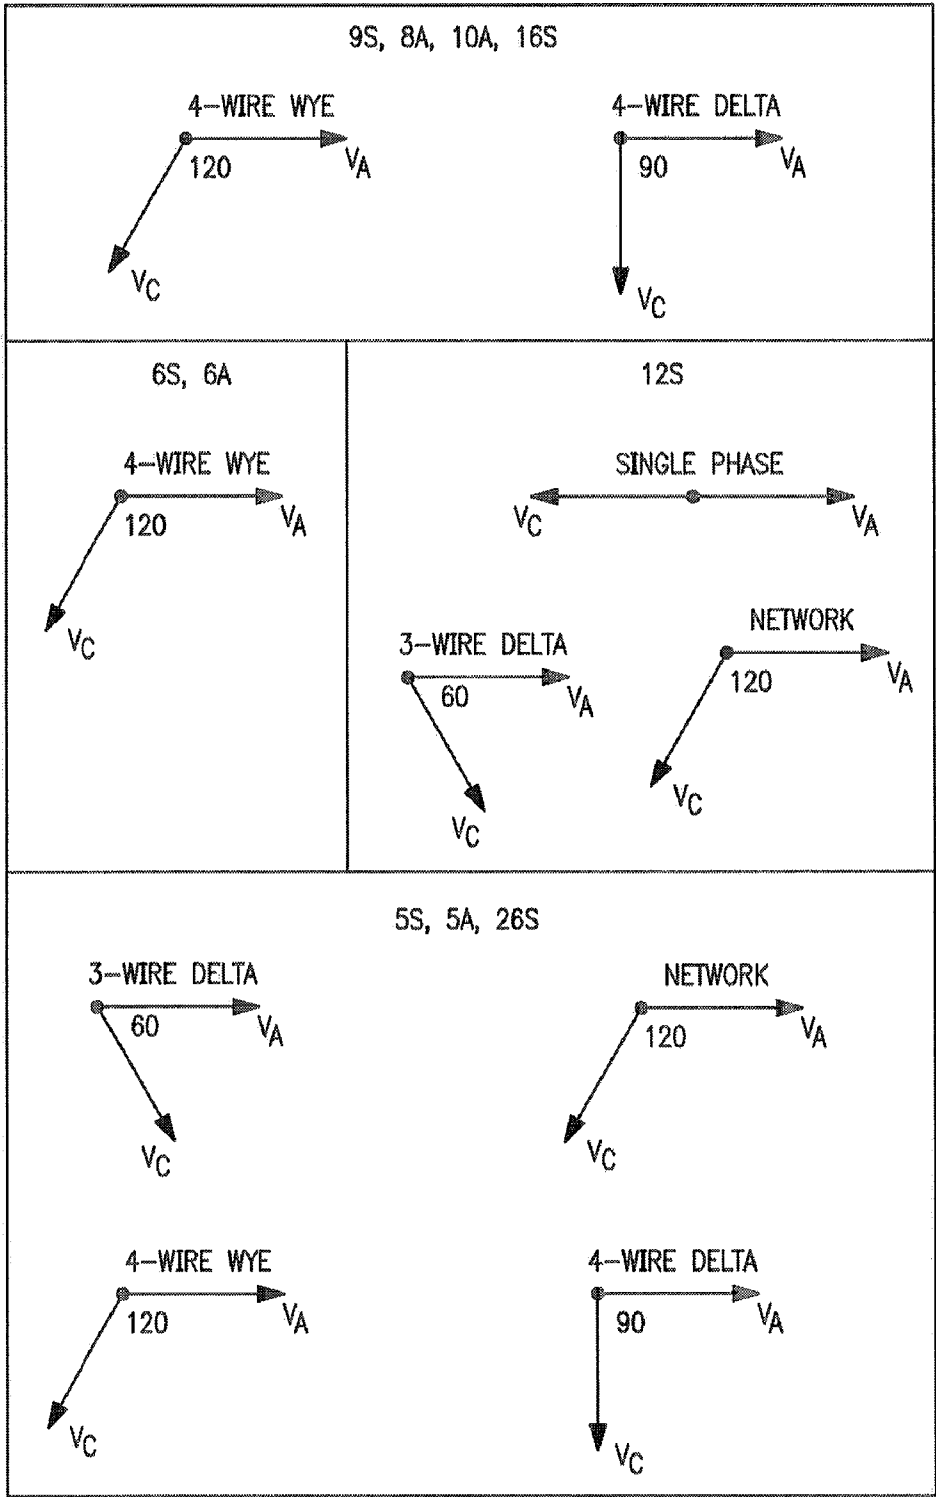 9S, 8A, 10A, 16S
4-WIRE WYE
120
VA
VC
4-WIRE DELTA
90
VA
VC
6S, 6A
4-WIRE WYE
120
VA
VC
12S
SINGLE PHASE
VC
VA
3-WIRE DELTA
60
VA
VC
NETWORK
120
VA
VC
5S, 5A, 26S
3-WIRE DELTA
60
VA
VC
NETWORK
120
VA
VC
4-WIRE WYE
120
VA
VC
4-WIRE DELTA
90
VA
VC